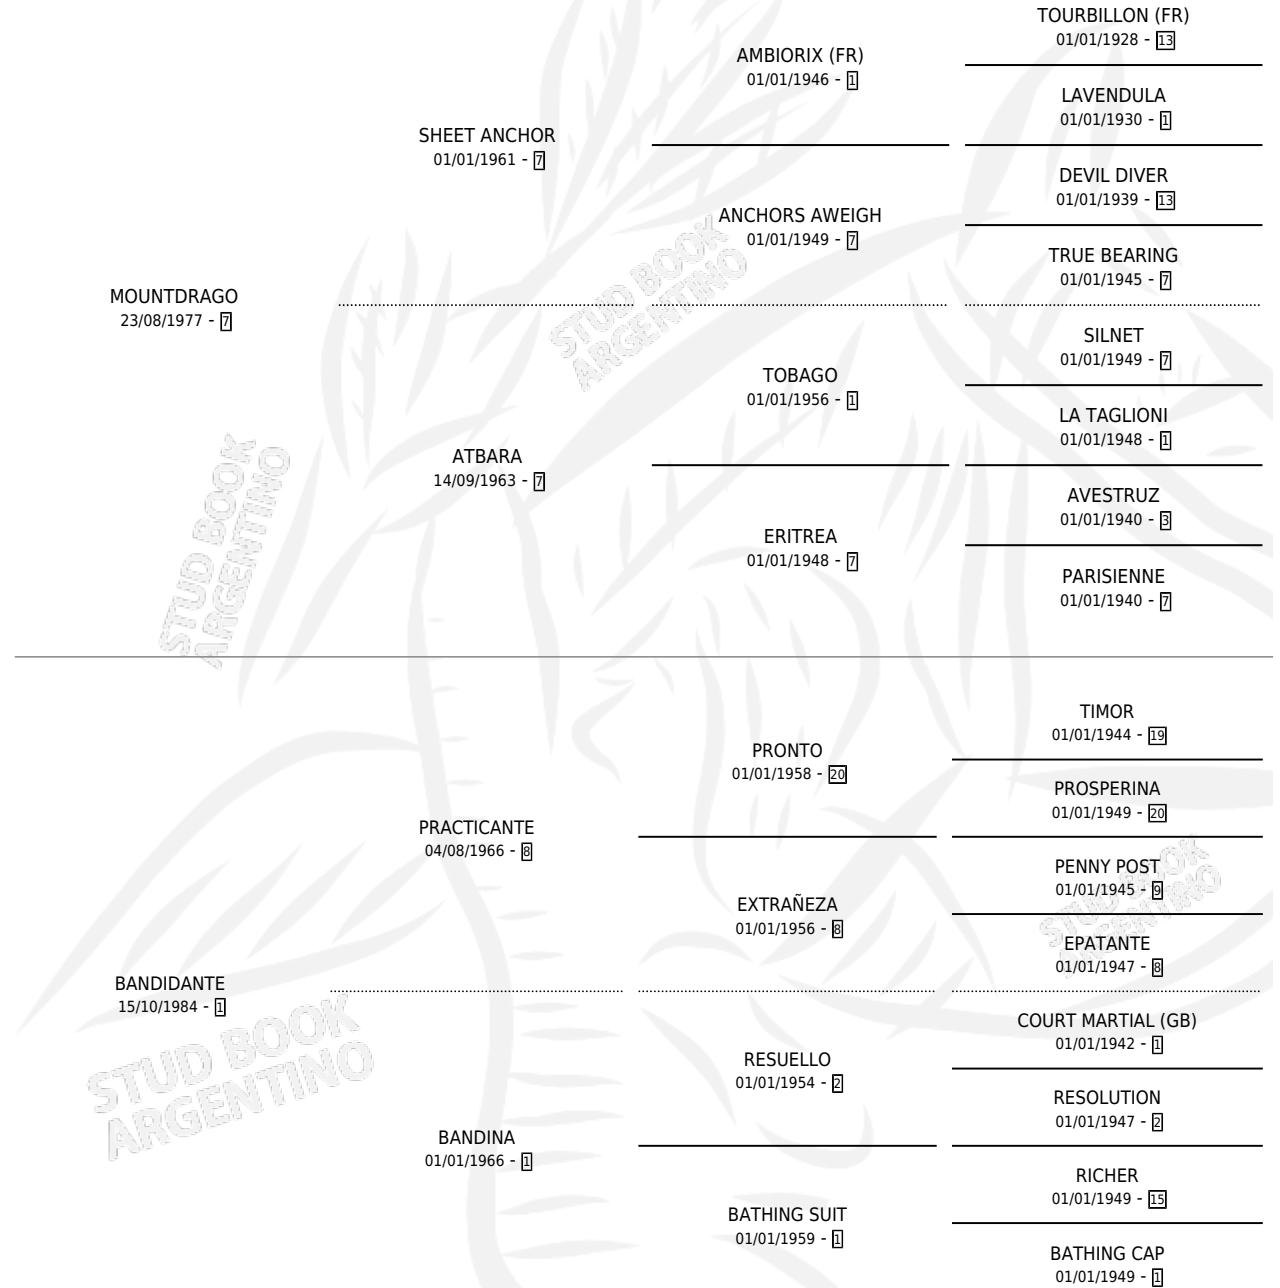 TOURBILLON (FR)
01/01/1928 - 13
AMBIORIX (FR)
01/01/1946 - 1
LAVENDULA
01/01/1930 - 1
SHEET ANCHOR
01/01/1961 - 7
DEVIL DIVER
01/01/1939 - 13
ANCHORS AWEIGH
01/01/1949 - 7
TRUE BEARING
01/01/1945 - 7
MOUNTDRAGO
23/08/1977 - 7
SILNET
01/01/1949 - 7
TOBAGO
01/01/1956 - 1
LA TAGLIONI
01/01/1948 - 1
ATBARA
14/09/1963 - 7
AVESTRUZ
01/01/1940 - 3
ERITREA
01/01/1948 - 7
PARISIENNE
01/01/1940 - 7
TIMOR
01/01/1944 - 19
PRONTO
01/01/1958 - 20
PROSPERINA
01/01/1949 - 20
PRACTICANTE
04/08/1966 - 8
PENNY POST
01/01/1945 - 9
EXTRAÑEZA
01/01/1956 - 8
EPATANTE
01/01/1947 - 8
BANDIDANTE
15/10/1984 - 1
COURT MARTIAL (GB)
01/01/1942 - 1
RESUELLO
01/01/1954 - 2
RESOLUTION
01/01/1947 - 2
BANDINA
01/01/1966 - 1
RICHER
01/01/1949 - 15
BATHING SUIT
01/01/1959 - 1
BATHING CAP
01/01/1949 - 1
STUD BOOK
ARGENTINO
STUD BOOK
ARGENTINO
STUD BOOK
ARGENTINO
STUD BOOK
ARGENTINO